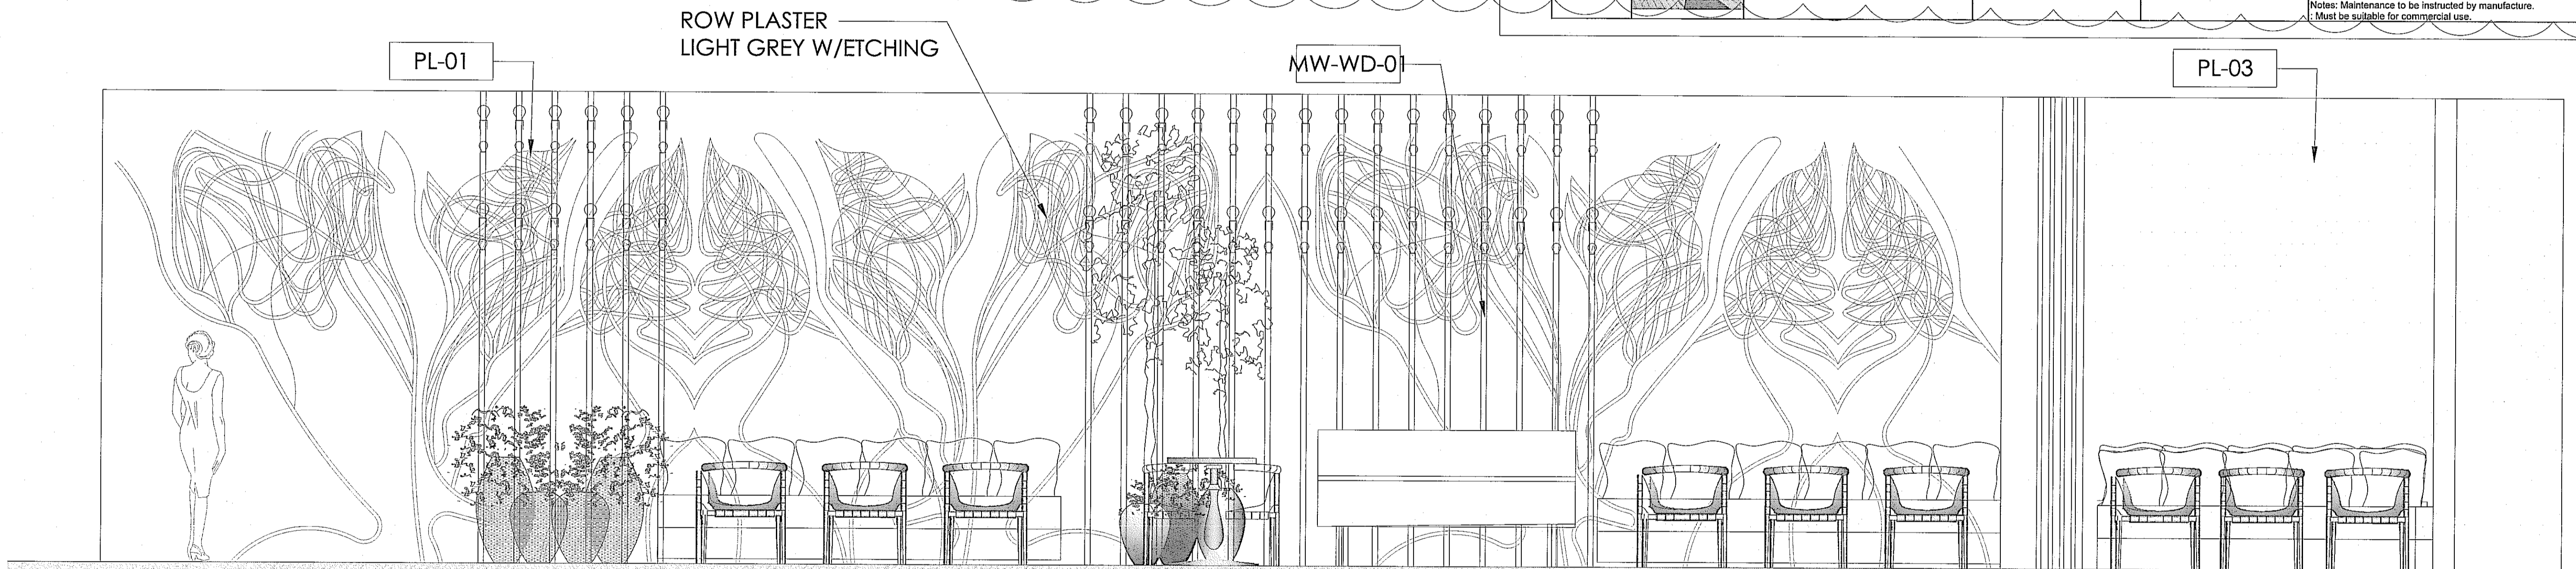 Notes: Maintenance to be instructed by manufacture.
: Must be suitable for commercial use.
ROW PLASTER
LIGHT GREY W/ETCHING
PL-01
MW-WD-01
PL-03